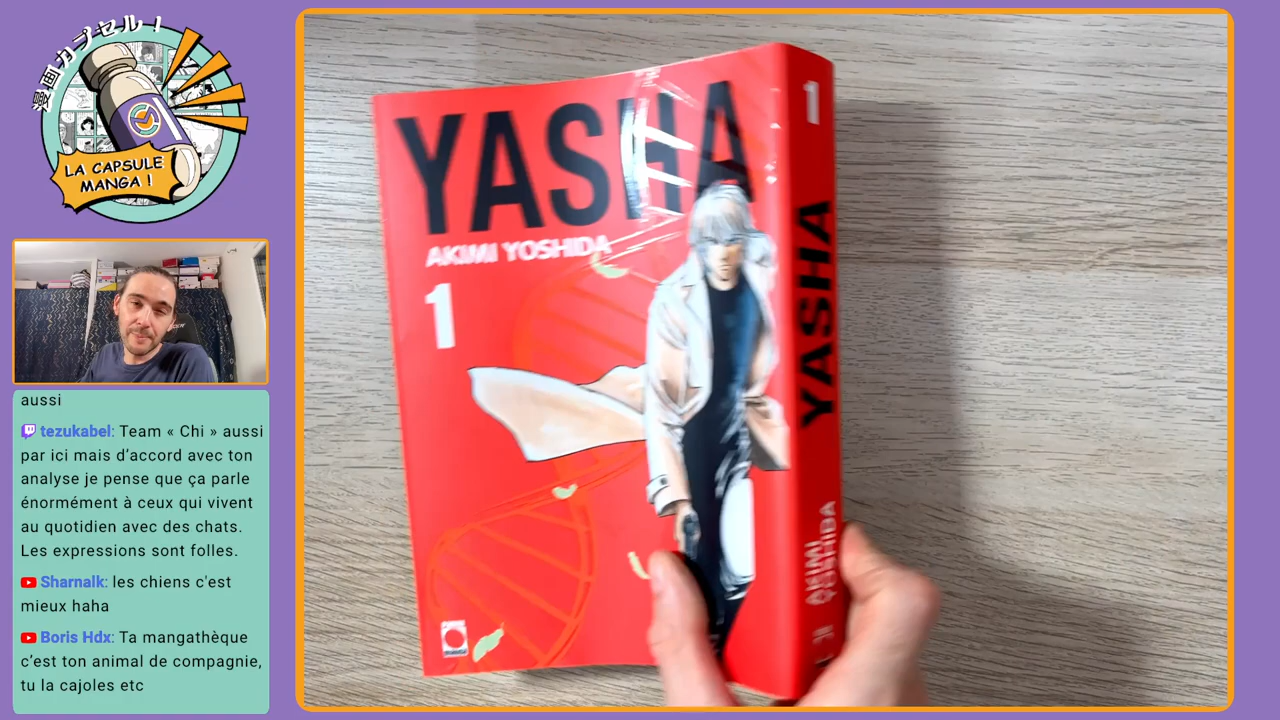 漫画カプセル！
LA CAPSULE
MANGA !
aussi
tezukabel: Team « Chi » aussi
par ici mais d’accord avec ton
analyse je pense que ça parle
énormément à ceux qui vivent
au quotidien avec des chats.
Les expressions sont folles.
Sharnalk: les chiens c'est
mieux haha
Boris Hdx: Ta mangathèque
c’est ton animal de compagnie,
tu la cajoles etc
YASHA
AKIMI YOSHIDA
1
1
YASHA
AKIMI
YOSHIDA